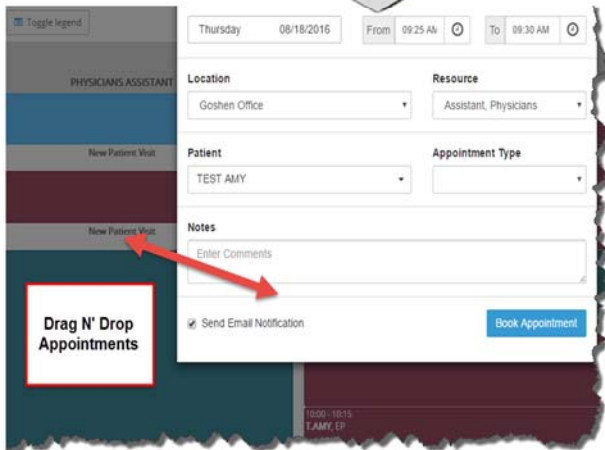 Toggle legend
Thursday 08/18/2016 From 09:25 AM To 09:30 AM
PHYSICIANS.ASSISTANT
Location Resource
Goshen Office Assistant, Physicians
New Patient Visit
Patient Appointment Type
TEST AMY
New Patient Visit
Notes
Enter Comments
Drag N' Drop
Appointments
Send Email Notification Book Appointment
10:00 - 10:15
T.AMY, EP